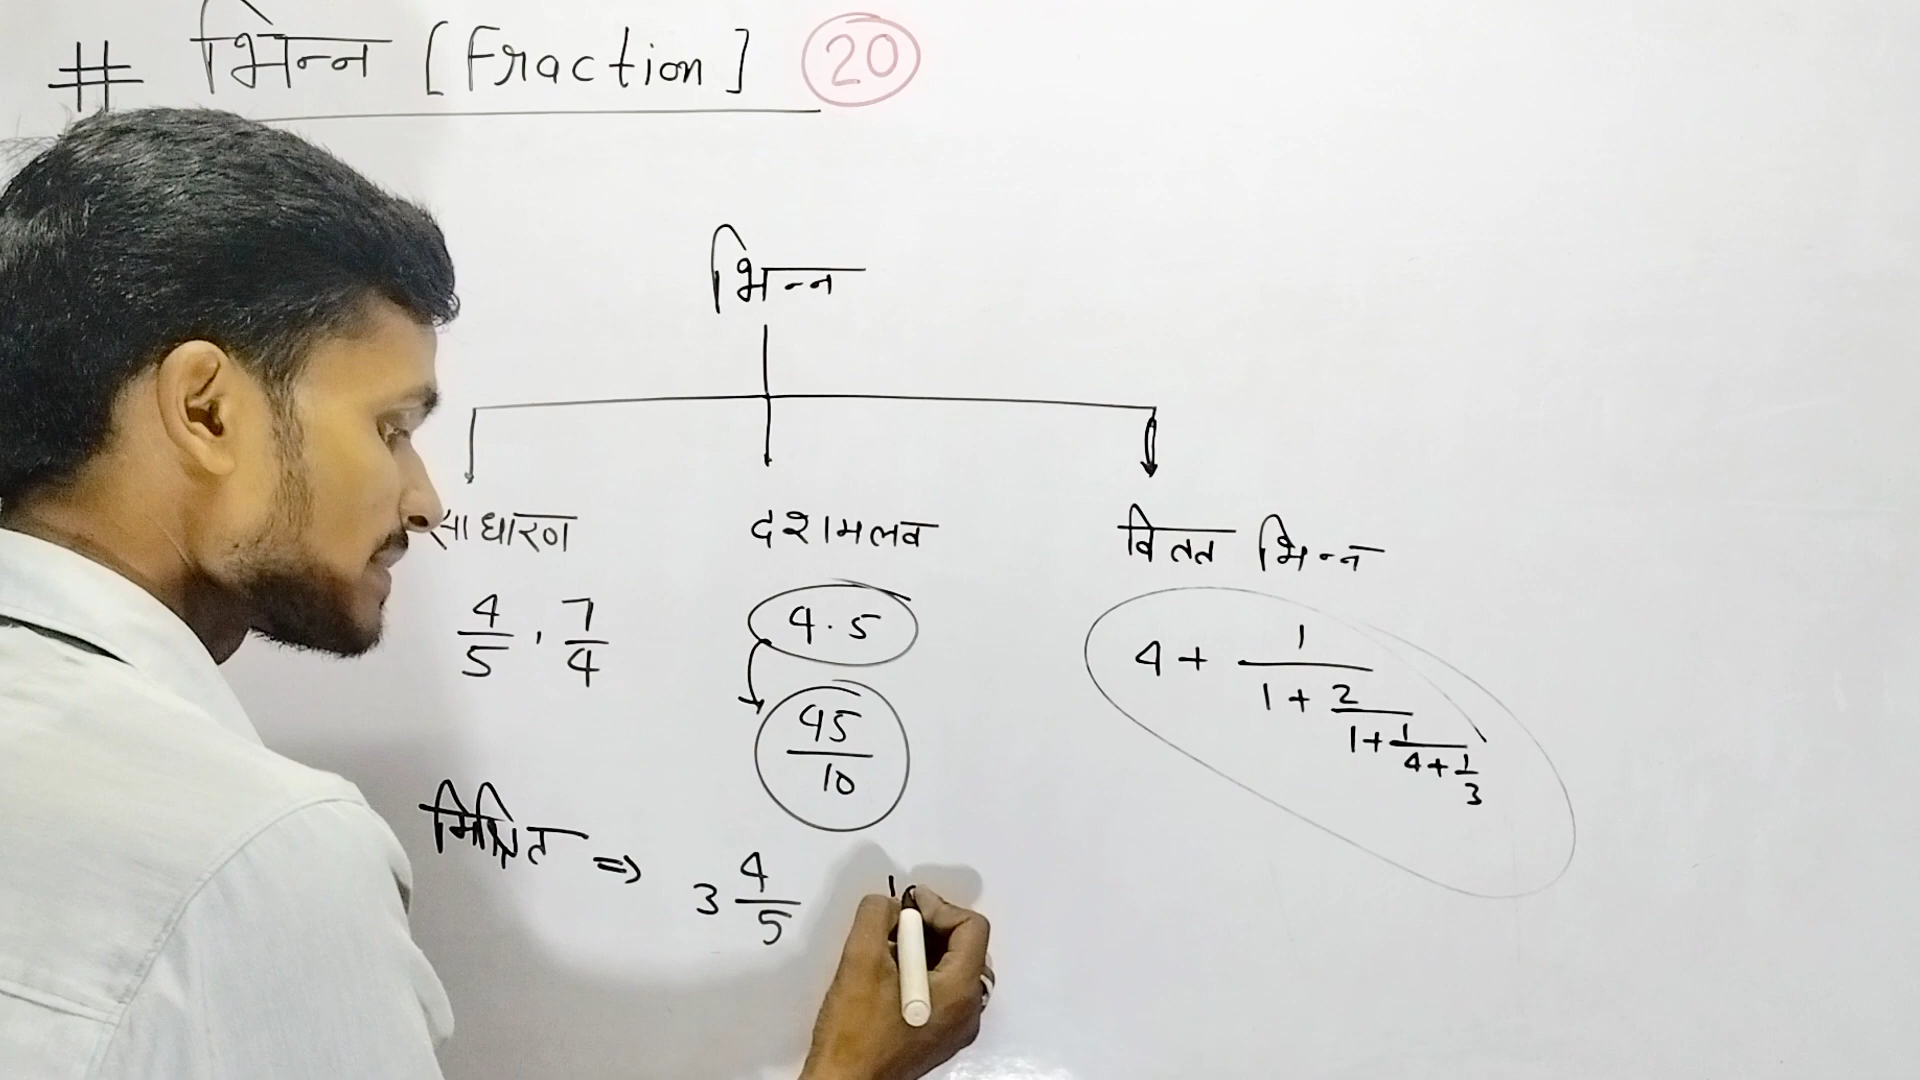 # भिन्न [Fraction] 20
भिन्न
साधारण दशमलव वितत भिन्न
4/5 , 7/4
4.5
45/10
4 + 1/(1 + 2/(1 + 1/(4 + 1/3)))
मिश्रित ⇒ 3 4/5